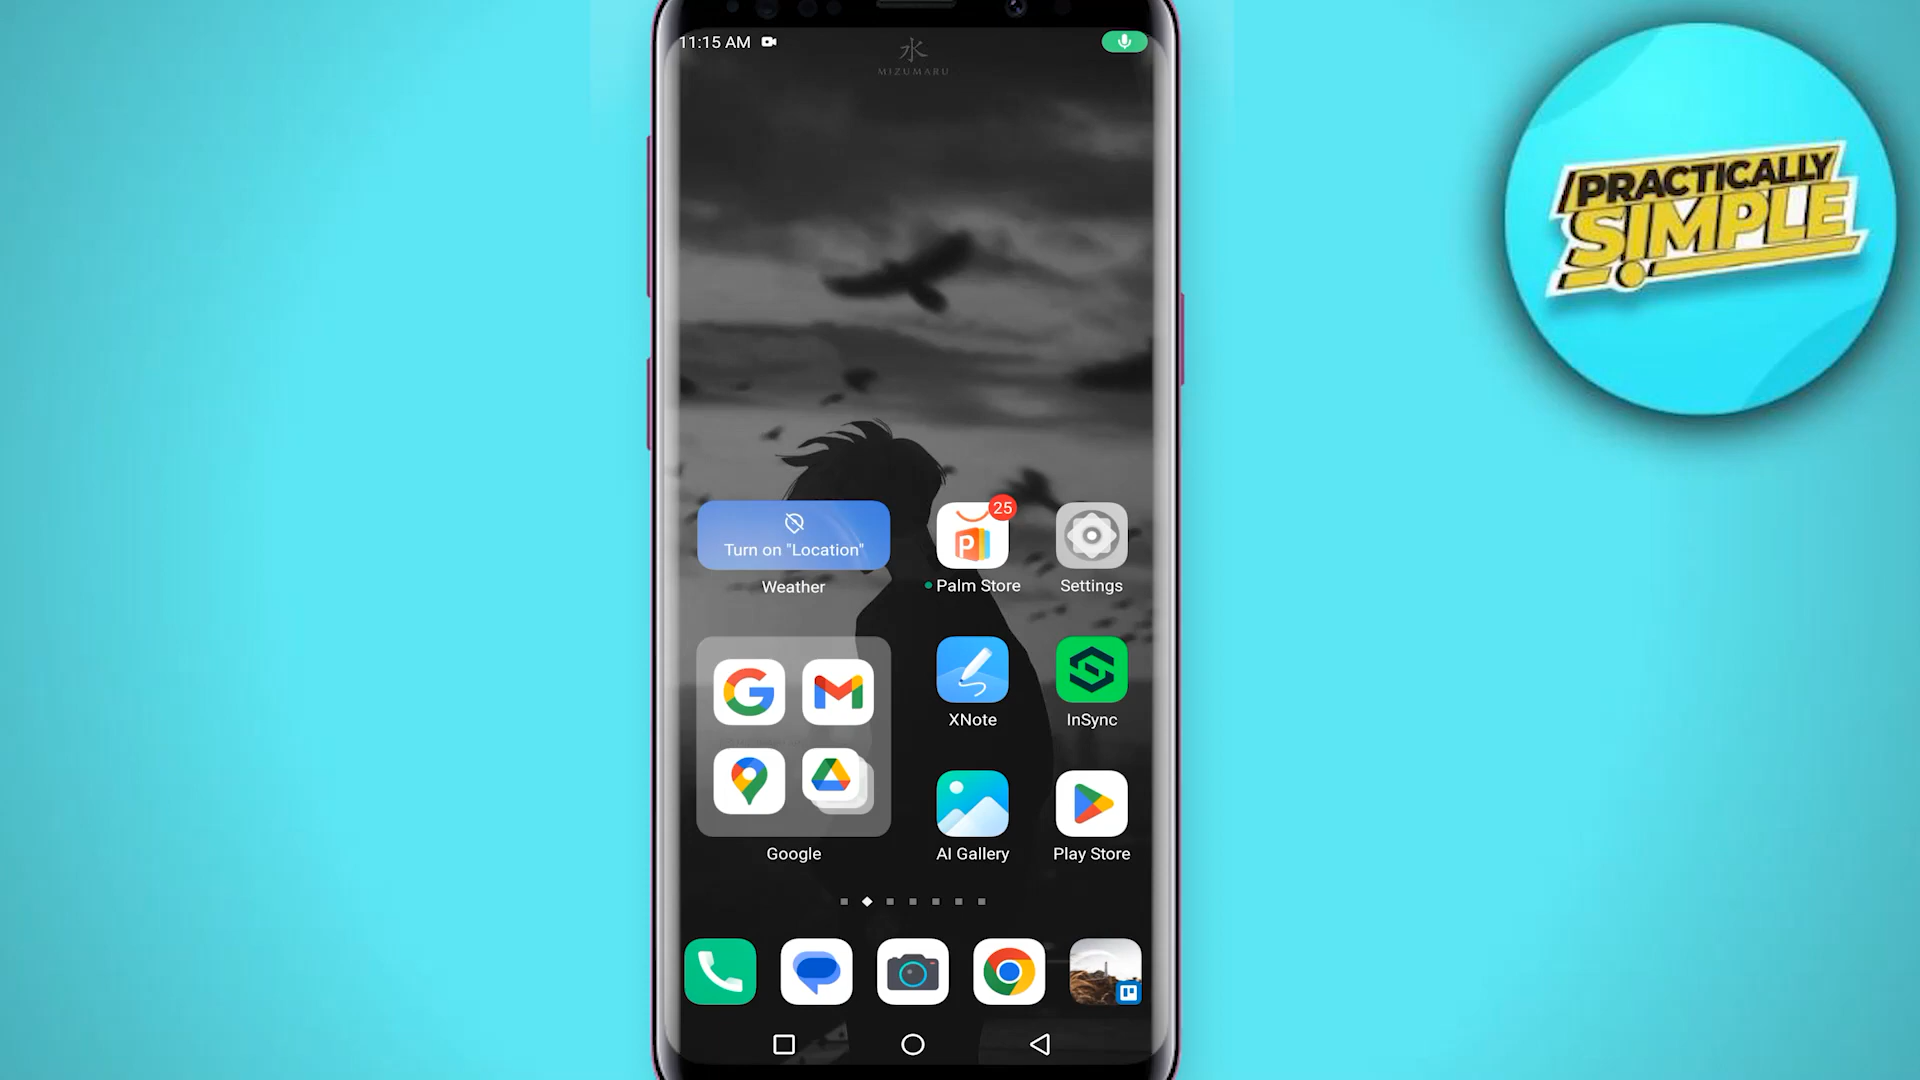 11:15 AM
水
MIZUMARU
PRACTICALLY
SIMPLE
25
Turn on "Location"
Weather
Palm Store
Settings
P
XNote
InSync
Google
AI Gallery
Play Store